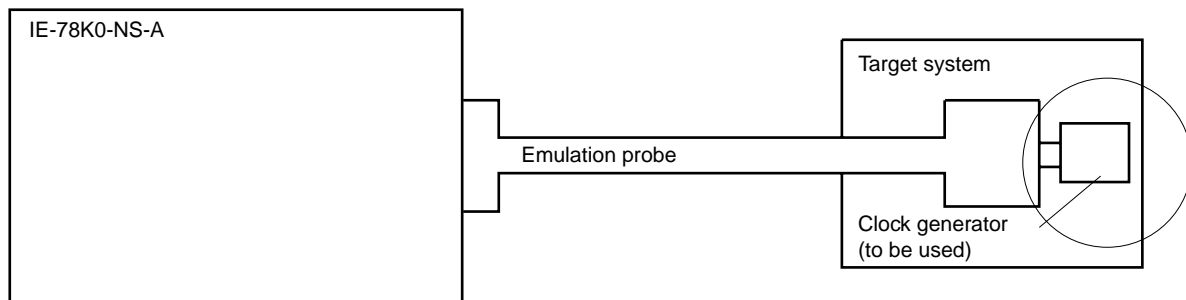 IE-78K0-NS-A
Target system
Emulation probe
Clock generator
(to be used)